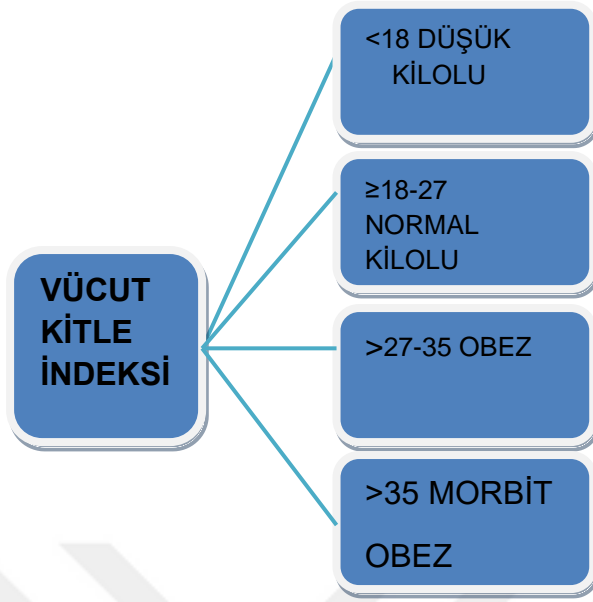 <18 DÜŞÜK
KİLOLU
≥18-27
NORMAL
KİLOLU
VÜCUT
KİTLE
İNDEKSİ
>27-35 OBEZ
>35 MORBİT
OBEZ